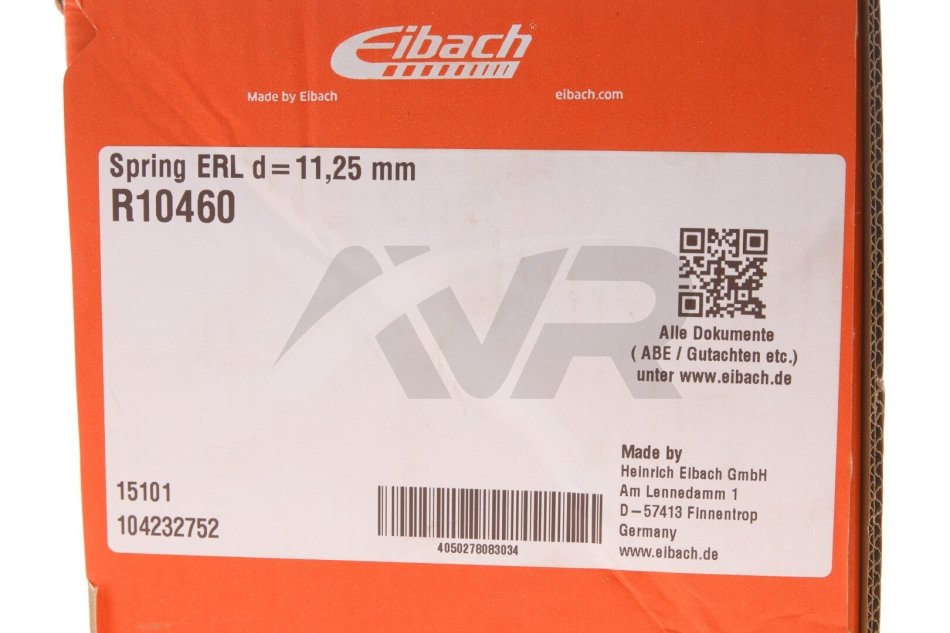 Eibach
Made by Eibach
eibach.com
Spring ERL d=11,25 mm
R10460
AVR
Alle Dokumente
( ABE / Gutachten etc.)
unter www.eibach.de
15101
104232752
4050278083034
Made by
Heinrich Eibach GmbH
Am Lennedamm 1
D-57413 Finnentrop
Germany
www.eibach.de